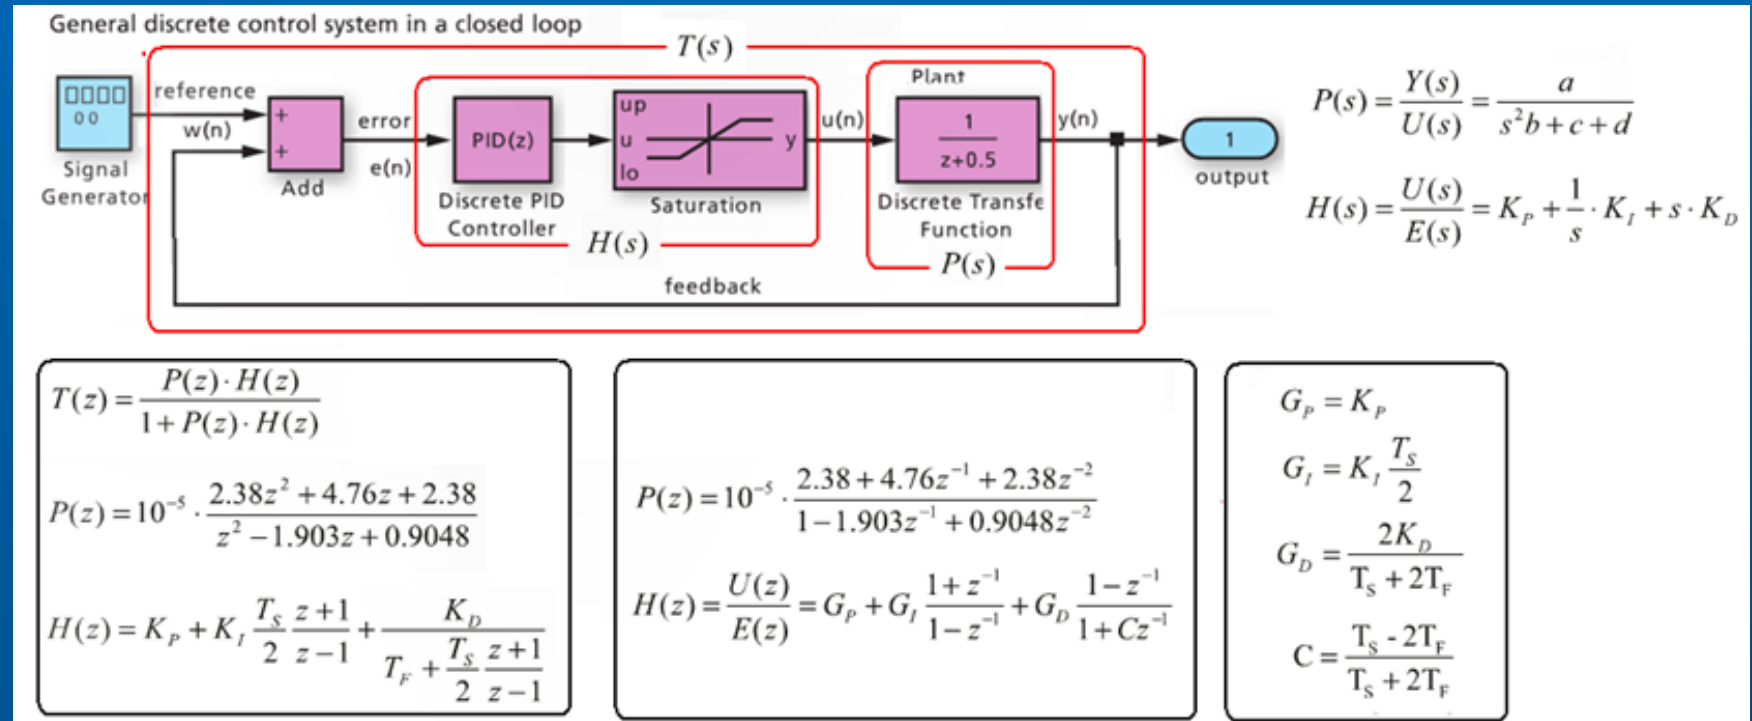 General discrete control system in a closed loop
T(s)
reference
w(n)
00
Signal
Generator
+
+
Add
error
e(n)
PID(z)
Discrete PID
Controller
up
u
lo
y
Saturation
H(s)
u(n)
Plant
1
z+0.5
Discrete Transfe
Function
P(s)
y(n)
1
output
feedback
P(s) = Y(s)/U(s) = a/(s²b + c + d)
H(s) = U(s)/E(s) = K_P + 1/s · K_I + s · K_D
T(z) = P(z)·H(z)/(1 + P(z)·H(z))
P(z) = 10⁻⁵ · (2.38z² + 4.76z + 2.38)/(z² − 1.903z + 0.9048)
H(z) = K_P + K_I T_S/2 (z+1)/(z−1) + K_D/(T_F + T_S/2 (z+1)/(z−1))
P(z) = 10⁻⁵ · (2.38 + 4.76z⁻¹ + 2.38z⁻²)/(1 − 1.903z⁻¹ + 0.9048z⁻²)
H(z) = U(z)/E(z) = G_P + G_I (1 + z⁻¹)/(1 − z⁻¹) + G_D (1 − z⁻¹)/(1 + Cz⁻¹)
G_P = K_P
G_I = K_I T_S/2
G_D = 2K_D/(T_S + 2T_F)
C = (T_S - 2T_F)/(T_S + 2T_F)